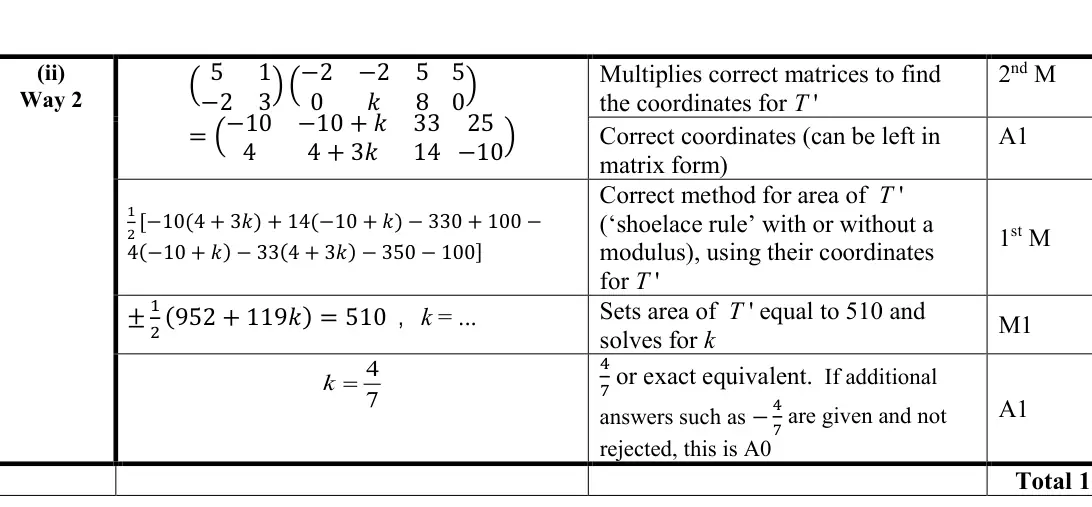 (ii)
Way 2
( 5 1 −2 3 ) ( −2 −2 5 5 0 k 8 0 )
= ( −10 −10 + k 33 25 4 4 + 3k 14 −10 )
Multiplies correct matrices to find
the coordinates for T '
2nd M
Correct coordinates (can be left in
matrix form)
A1
1/2 [−10(4 + 3k) + 14(−10 + k) − 330 + 100 −
4(−10 + k) − 33(4 + 3k) − 350 − 100]
Correct method for area of T '
(‘shoelace rule’ with or without a
modulus), using their coordinates
for T '
1st M
± 1/2 (952 + 119k) = 510 , k = ...
Sets area of T ' equal to 510 and
solves for k
M1
k = 4/7
4/7 or exact equivalent. If additional
answers such as − 4/7 are given and not
rejected, this is A0
A1
Total 1